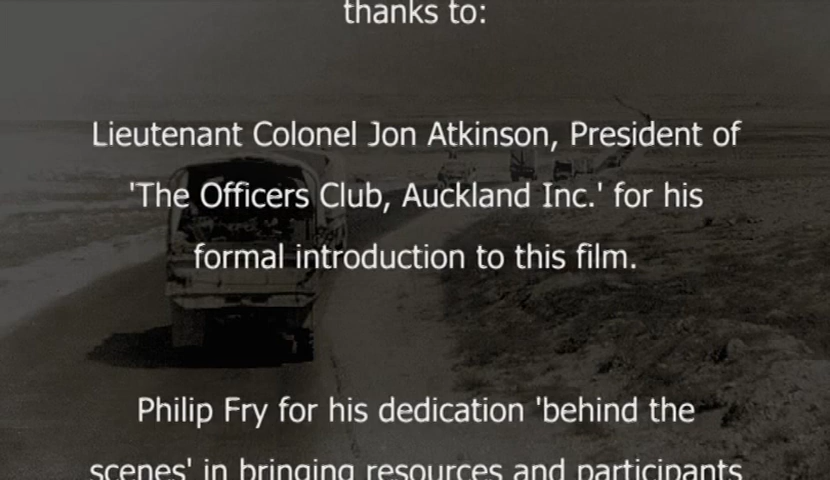 thanks to:
Lieutenant Colonel Jon Atkinson, President of
'The Officers Club, Auckland Inc.' for his
formal introduction to this film.
Philip Fry for his dedication 'behind the
scenes' in bringing resources and participants